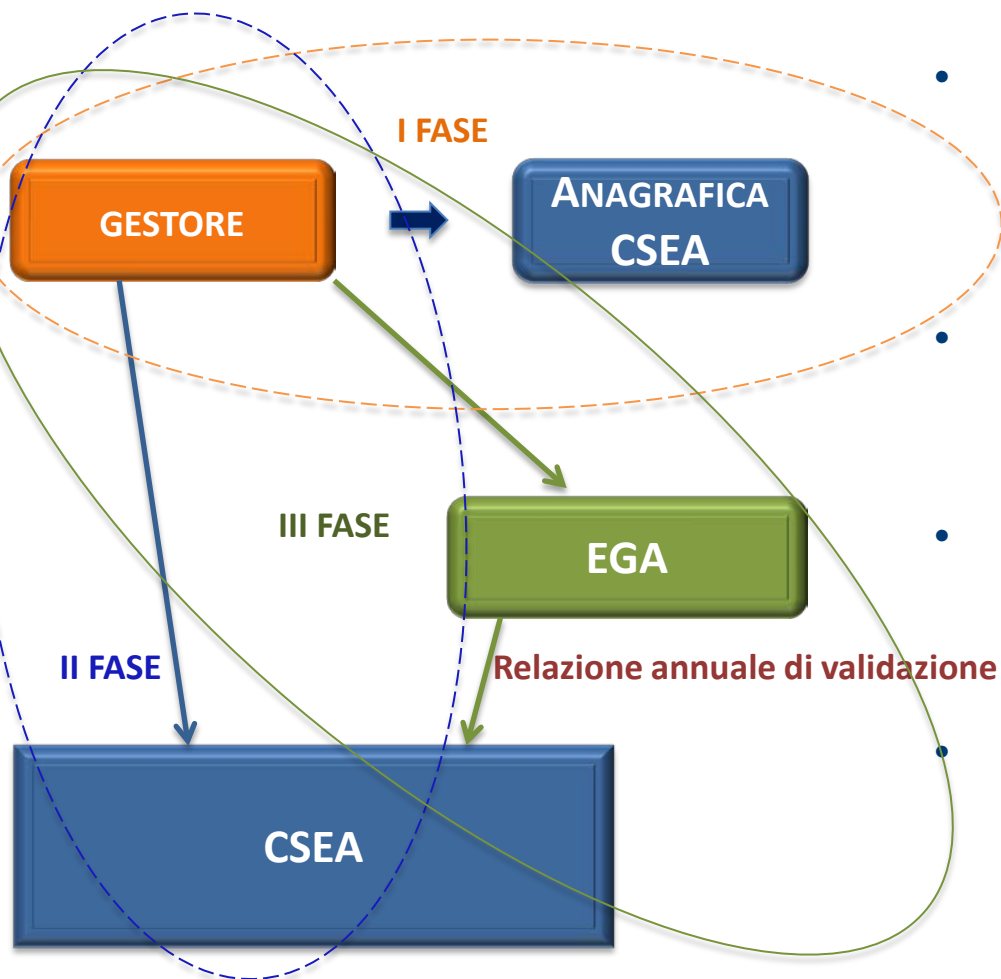 I FASE
GESTORE
ANAGRAFICA
CSEA
III FASE
EGA
II FASE
Relazione annuale di validazione
CSEA